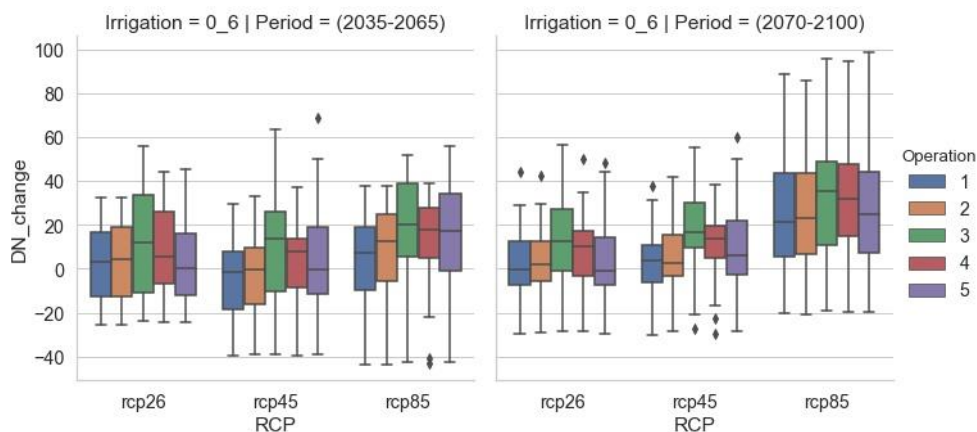 Irrigation = 0_6 | Period = (2035-2065)
Irrigation = 0_6 | Period = (2070-2100)
DN_change
100
80
60
40
20
0
−20
−40
rcp26
rcp45
rcp85
RCP
rcp26
rcp45
rcp85
RCP
Operation
1
2
3
4
5